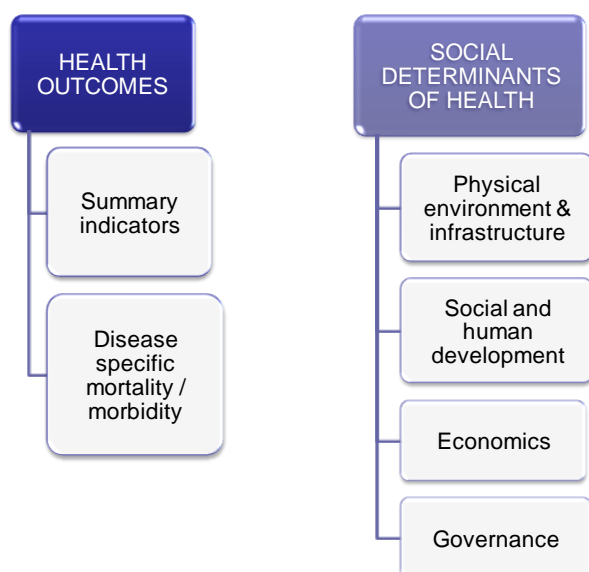 HEALTH
OUTCOMES
Summary
indicators
Disease
specific
mortality /
morbidity
SOCIAL
DETERMINANTS
OF HEALTH
Physical
environment &
infrastructure
Social and
human
development
Economics
Governance